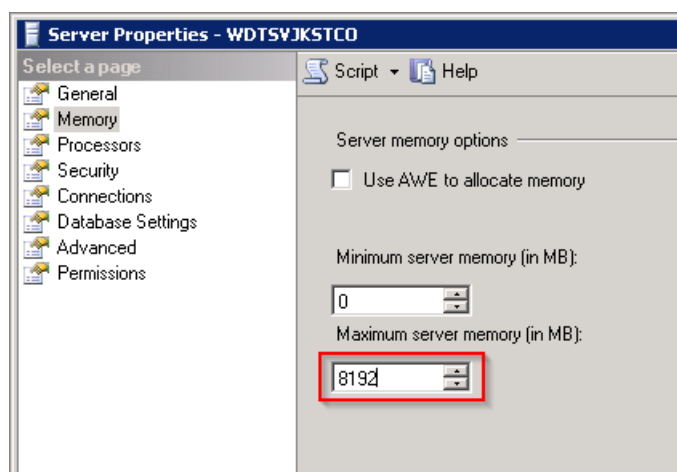 Server Properties - WDTSVJKSTCO
Select a page
General
Memory
Processors
Security
Connections
Database Settings
Advanced
Permissions
Script Help
Server memory options
Use AWE to allocate memory
Minimum server memory (in MB):
0
Maximum server memory (in MB):
8192